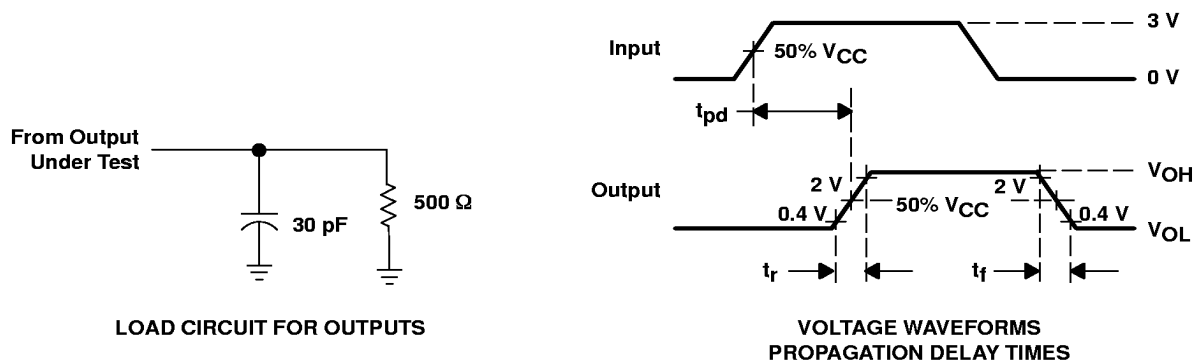 From Output
Under Test
30 pF
500 Ω
LOAD CIRCUIT FOR OUTPUTS
Input
50% VCC
3 V
0 V
tpd
Output
2 V
0.4 V
50% VCC
2 V
0.4 V
VOH
VOL
tr
tf
VOLTAGE WAVEFORMS
PROPAGATION DELAY TIMES